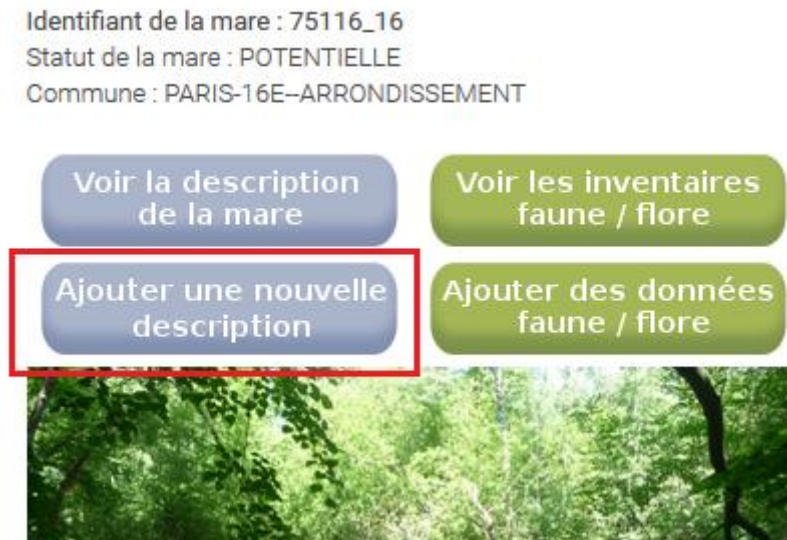 Identifiant de la mare : 75116_16
Statut de la mare : POTENTIELLE
Commune : PARIS-16E--ARRONDISSEMENT
Voir la description
de la mare
Voir les inventaires
faune / flore
Ajouter une nouvelle
description
Ajouter des données
faune / flore